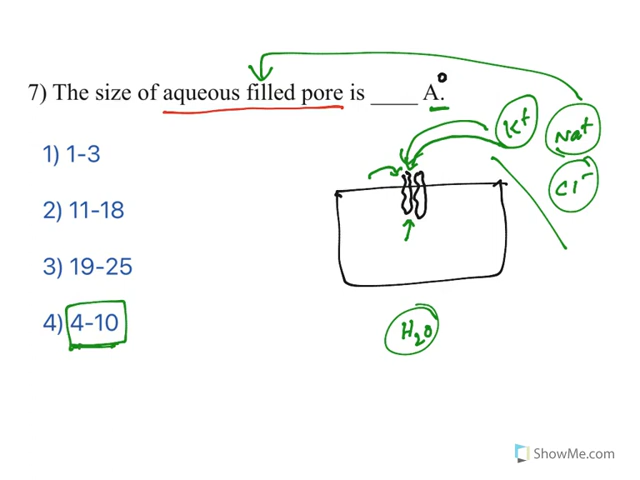 7) The size of aqueous filled pore is ____ A.°
1) 1-3
2) 11-18
3) 19-25
4) 4-10
K+
Na+
Cl-
H2O
ShowMe.com